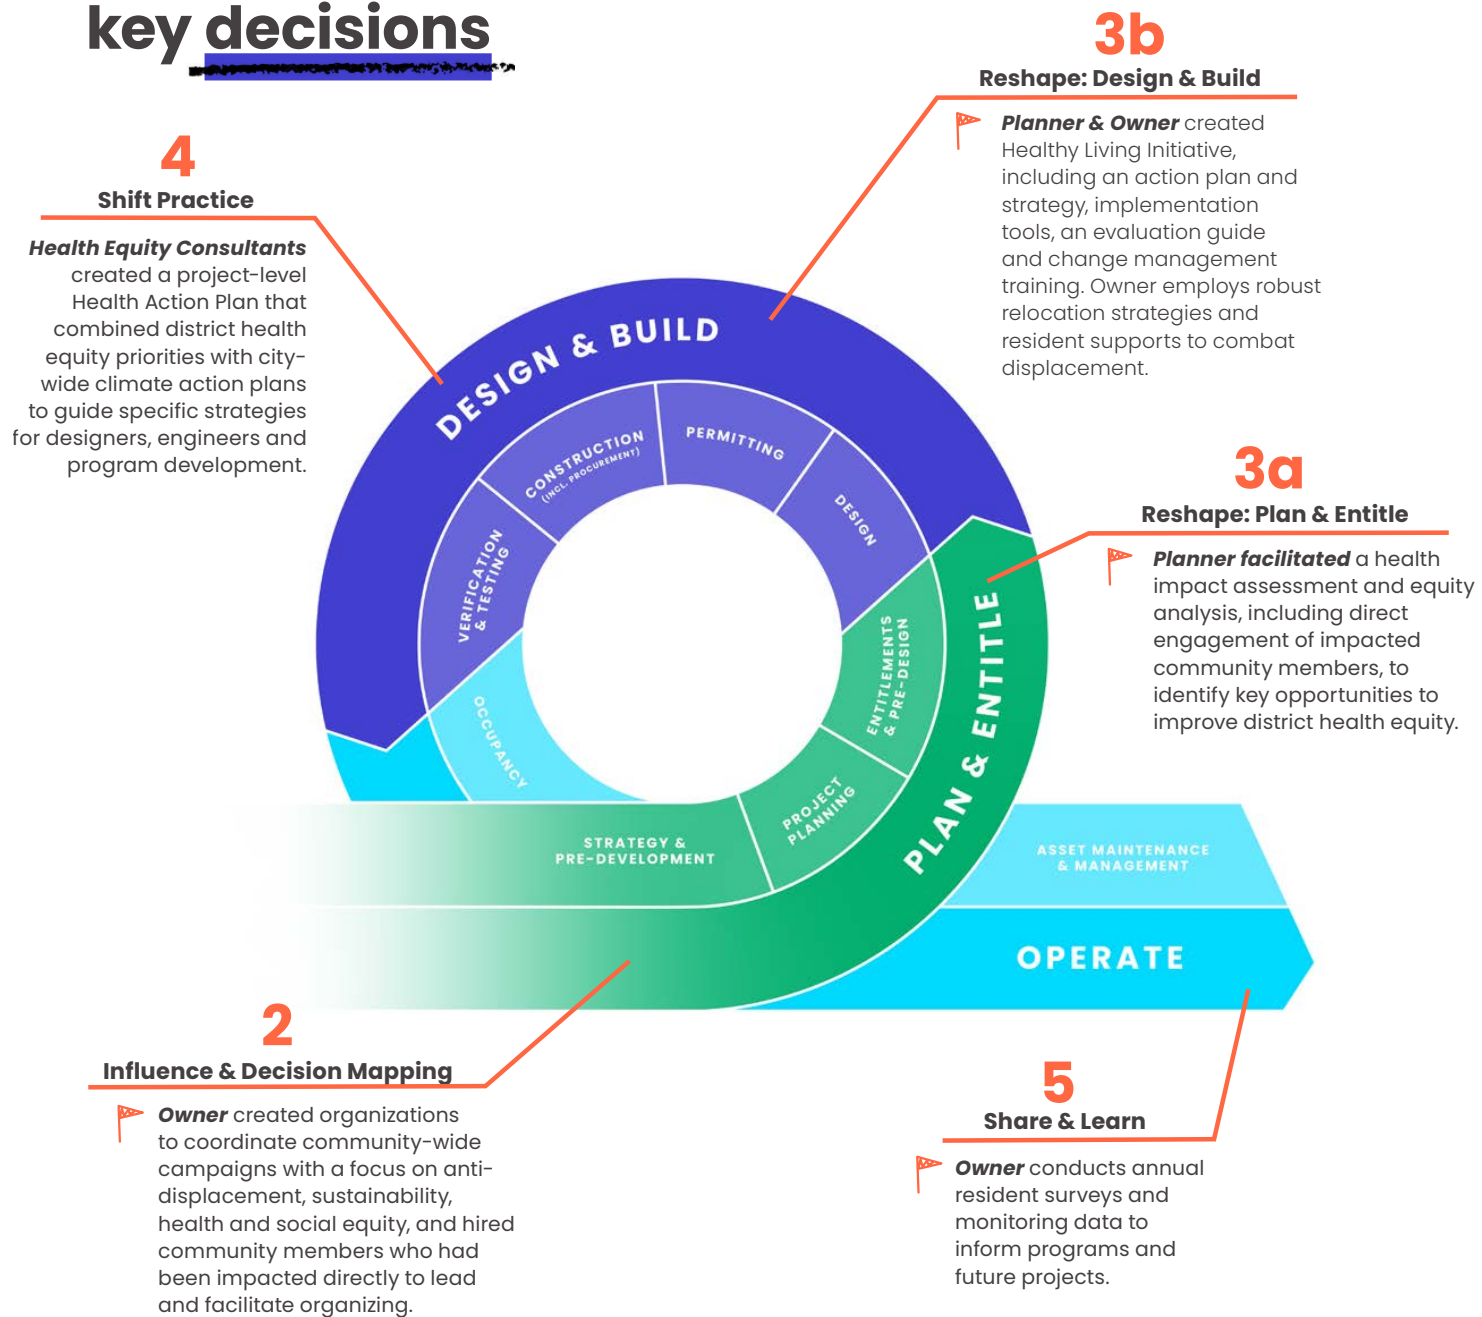 key decisions
4
Shift Practice
Health Equity Consultants
created a project-level
Health Action Plan that
combined district health
equity priorities with city-
wide climate action plans
to guide specific strategies
for designers, engineers and
program development.
3b
Reshape: Design & Build
Planner & Owner created
Healthy Living Initiative,
including an action plan and
strategy, implementation
tools, an evaluation guide
and change management
training. Owner employs robust
relocation strategies and
resident supports to combat
displacement.
3a
Reshape: Plan & Entitle
Planner facilitated a health
impact assessment and equity
analysis, including direct
engagement of impacted
community members, to
identify key opportunities to
improve district health equity.
DESIGN & BUILD
CONSTRUCTION
(INCL. PROCUREMENT)
PERMITTING
DESIGN
VERIFICATION
& TESTING
OCCUPANCY
ENTITLEMENTS
& PRE-DESIGN
PLAN & ENTITLE
PROJECT
PLANNING
STRATEGY &
PRE-DEVELOPMENT
ASSET MAINTENANCE
& MANAGEMENT
OPERATE
2
Influence & Decision Mapping
Owner created organizations
to coordinate community-wide
campaigns with a focus on anti-
displacement, sustainability,
health and social equity, and hired
community members who had
been impacted directly to lead
and facilitate organizing.
5
Share & Learn
Owner conducts annual
resident surveys and
monitoring data to
inform programs and
future projects.